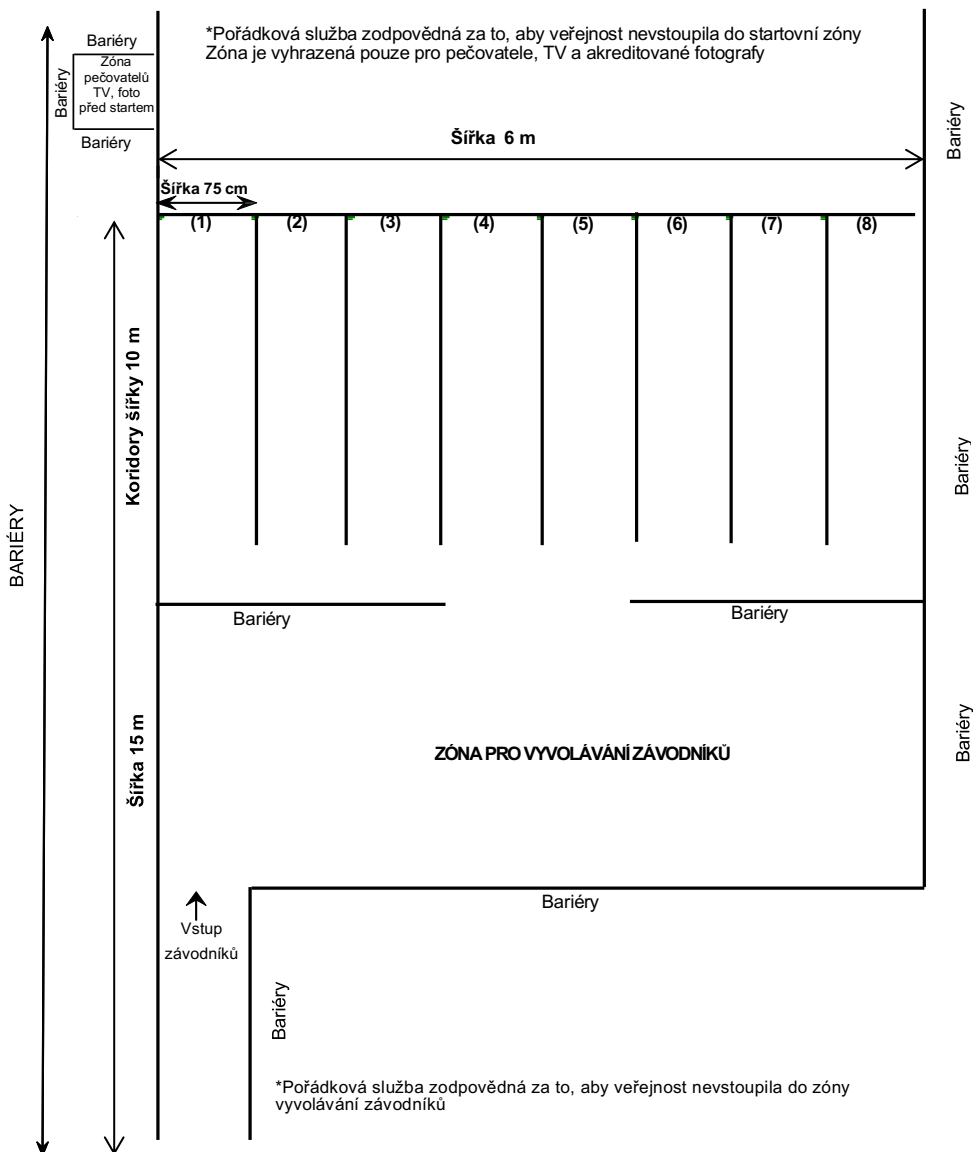 *Pořádková služba zodpovědná za to, aby veřejnost nevstoupila do startovní zóny
Zóna je vyhrazená pouze pro pečovatele, TV a akreditované fotografy
Bariéry
Bariéry
Zóna
pečovatelů
TV, foto
před startem
Bariéry
Bariéry
Šířka 6 m
Šířka 75 cm
(1) (2) (3) (4) (5) (6) (7) (8)
Koridory šířky 10 m
Bariéry
BARIÉRY
Bariéry
Bariéry
Bariéry
Šířka 15 m
ZÓNA PRO VYVOLÁVÁNÍ ZÁVODNÍKŮ
Bariéry
Vstup
závodníků
Bariéry
*Pořádková služba zodpovědná za to, aby veřejnost nevstoupila do zóny
vyvolávání závodníků